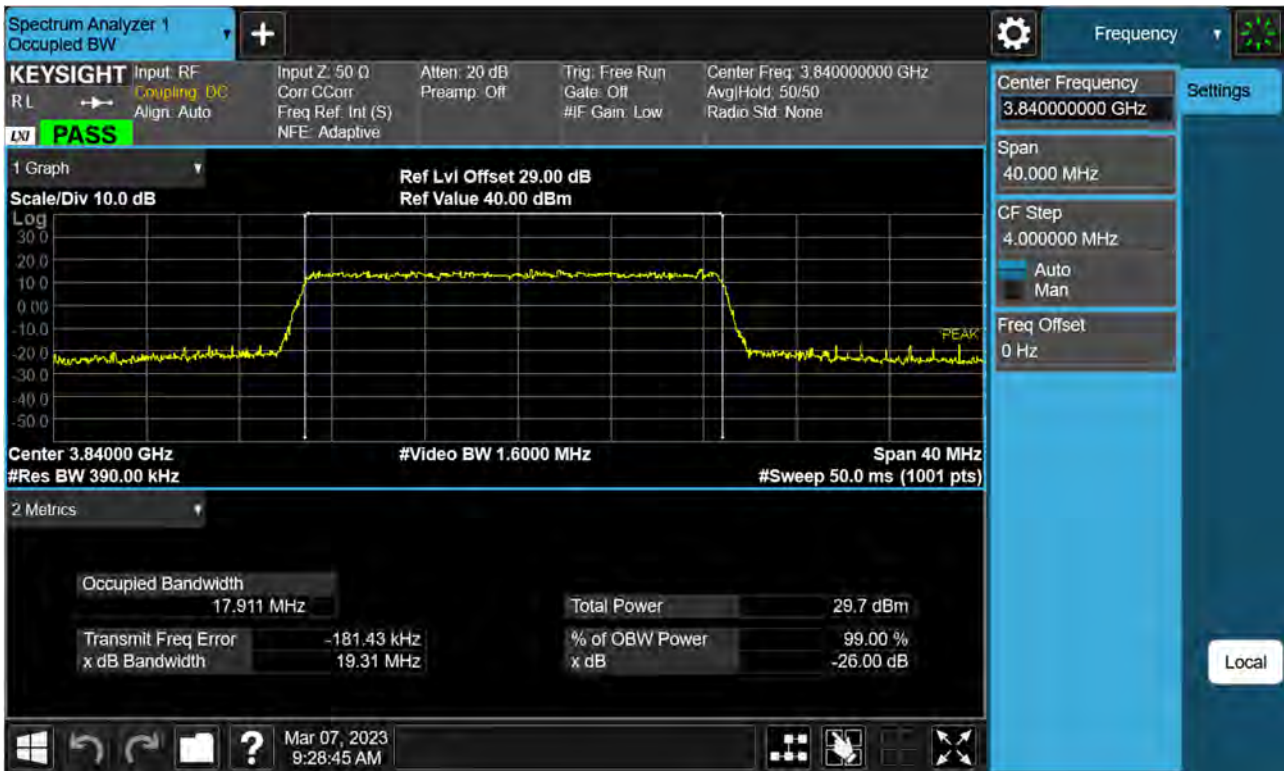 Spectrum Analyzer 1
Occupied BW
+
Frequency
KEYSIGHT
Input: RF
Coupling: DC
Align: Auto
Input Z: 50 Ω
Corr CCorr
Freq Ref: Int (S)
NFE: Adaptive
Atten: 20 dB
Preamp: Off
Trig: Free Run
Gate: Off
#IF Gain: Low
Center Freq: 3.840000000 GHz
Avg|Hold: 50/50
Radio Std: None
RL
LXI
PASS
Center Frequency
3.840000000 GHz
Settings
Span
40.000 MHz
CF Step
4.000000 MHz
Auto
Man
Freq Offset
0 Hz
1 Graph
Scale/Div 10.0 dB
Ref Lvl Offset 29.00 dB
Ref Value 40.00 dBm
Log
30.0
20.0
10.0
0.00
-10.0
-20.0
-30.0
-40.0
-50.0
PEAK
Center 3.84000 GHz
#Video BW 1.6000 MHz
Span 40 MHz
#Res BW 390.00 kHz
#Sweep 50.0 ms (1001 pts)
2 Metrics
Occupied Bandwidth
17.911 MHz
Total Power 29.7 dBm
Transmit Freq Error -181.43 kHz
% of OBW Power 99.00 %
x dB Bandwidth 19.31 MHz
x dB -26.00 dB
Local
?
Mar 07, 2023
9:28:45 AM